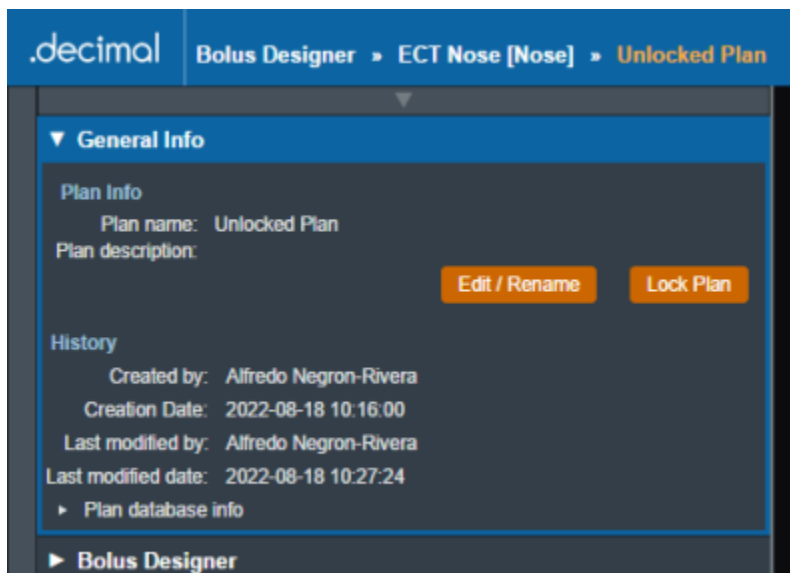 .decimal Bolus Designer » ECT Nose [Nose] » Unlocked Plan
General Info
Plan Info
Plan name: Unlocked Plan
Plan description:
Edit / Rename Lock Plan
History
Created by: Alfredo Negron-Rivera
Creation Date: 2022-08-18 10:16:00
Last modified by: Alfredo Negron-Rivera
Last modified date: 2022-08-18 10:27:24
Plan database info
Bolus Designer